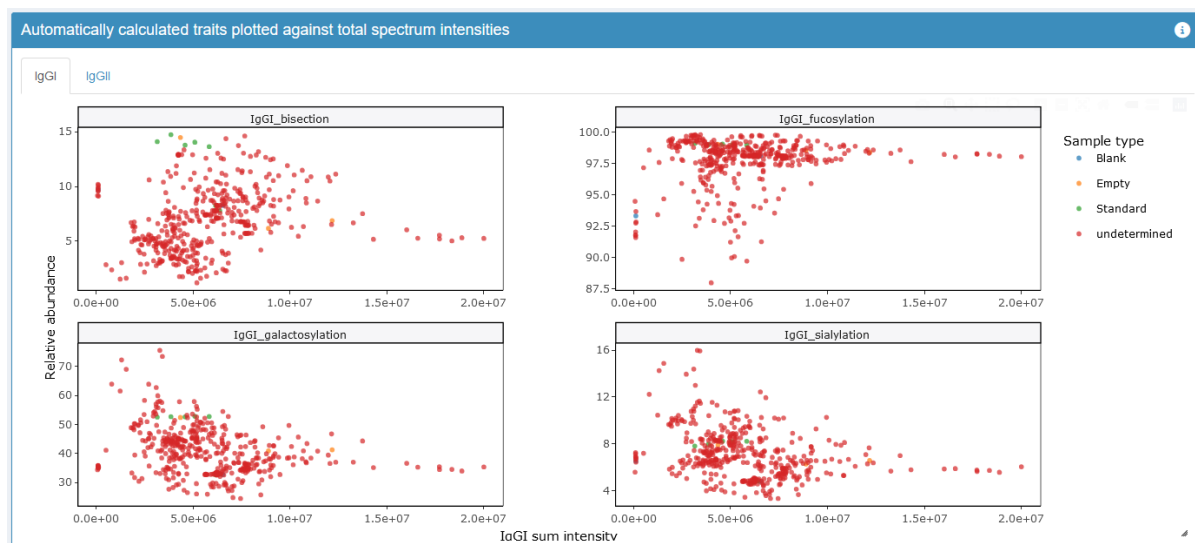 Automatically calculated traits plotted against total spectrum intensities
IgGI IgGII
IgGI_bisection
15
10
5
0.0e+00 5.0e+06 1.0e+07 1.5e+07 2.0e+07
IgGI_fucosylation
100.0
97.5
95.0
92.5
90.0
87.5
0.0e+00 5.0e+06 1.0e+07 1.5e+07 2.0e+07
Sample type
Blank
Empty
Standard
undetermined
Relative abundance
IgGI_galactosylation
70
60
50
40
30
0.0e+00 5.0e+06 1.0e+07 1.5e+07 2.0e+07
IgGI_sialylation
16
12
8
4
0.0e+00 5.0e+06 1.0e+07 1.5e+07 2.0e+07
IgGI sum intensity